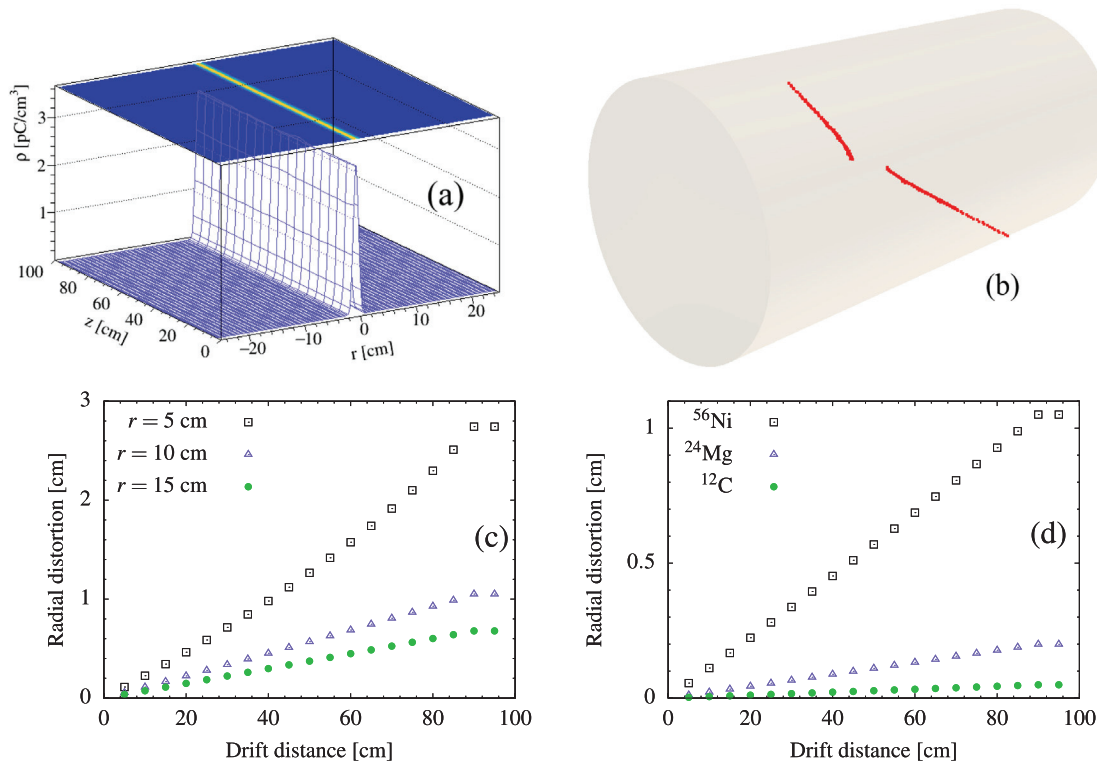 ρ [pC/cm³]
3
2
1
100
80
60
40
20
0
z [cm]
−20
−10
0
10
20
r [cm]
(a)
(b)
3
2
1
0
Radial distortion [cm]
r = 5 cm
r = 10 cm
r = 15 cm
(c)
0 20 40 60 80 100
Drift distance [cm]
1
0.5
0
Radial distortion [cm]
⁵⁶Ni
²⁴Mg
¹²C
(d)
0 20 40 60 80 100
Drift distance [cm]